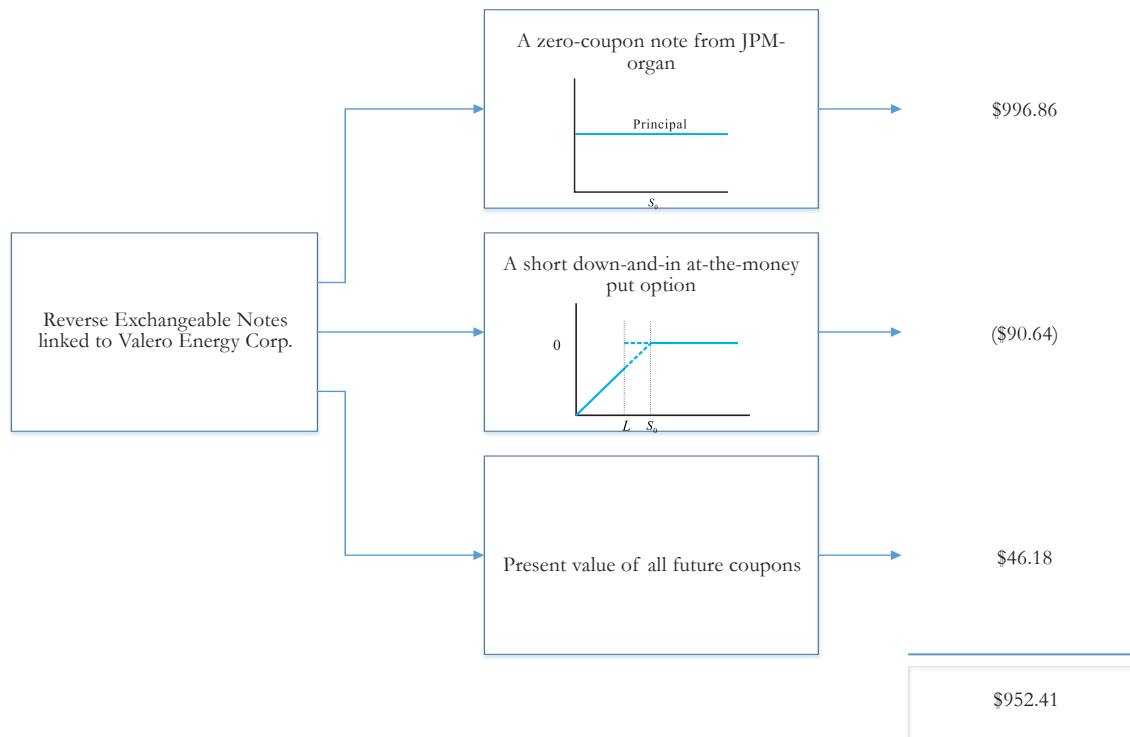 A zero-coupon note from JPM-
organ
Principal
S₀
$996.86
Reverse Exchangeable Notes
linked to Valero Energy Corp.
A short down-and-in at-the-money
put option
0
L S₀
($90.64)
Present value of all future coupons
$46.18
$952.41